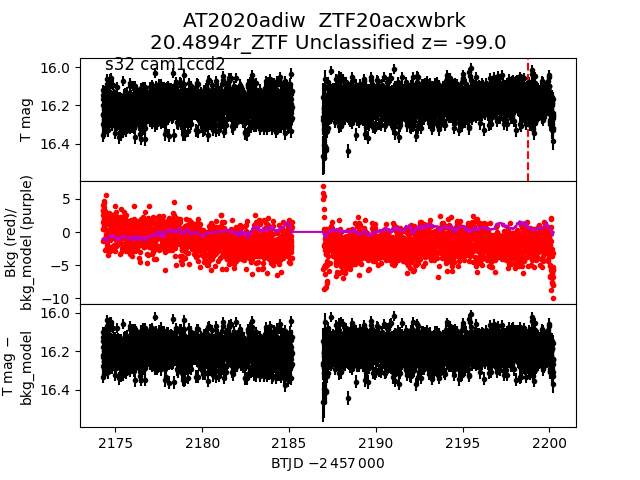 AT2020adiw  ZTF20acxwbrk
20.4894r_ZTF Unclassified z= -99.0
s32 cam1ccd2
16.0
16.2
16.4
T mag
5
0
−5
−10
Bkg (red)/
bkg_model (purple)
16.0
16.2
16.4
T mag −
bkg_model
2175
2180
2185
2190
2195
2200
BTJD −2 457 000